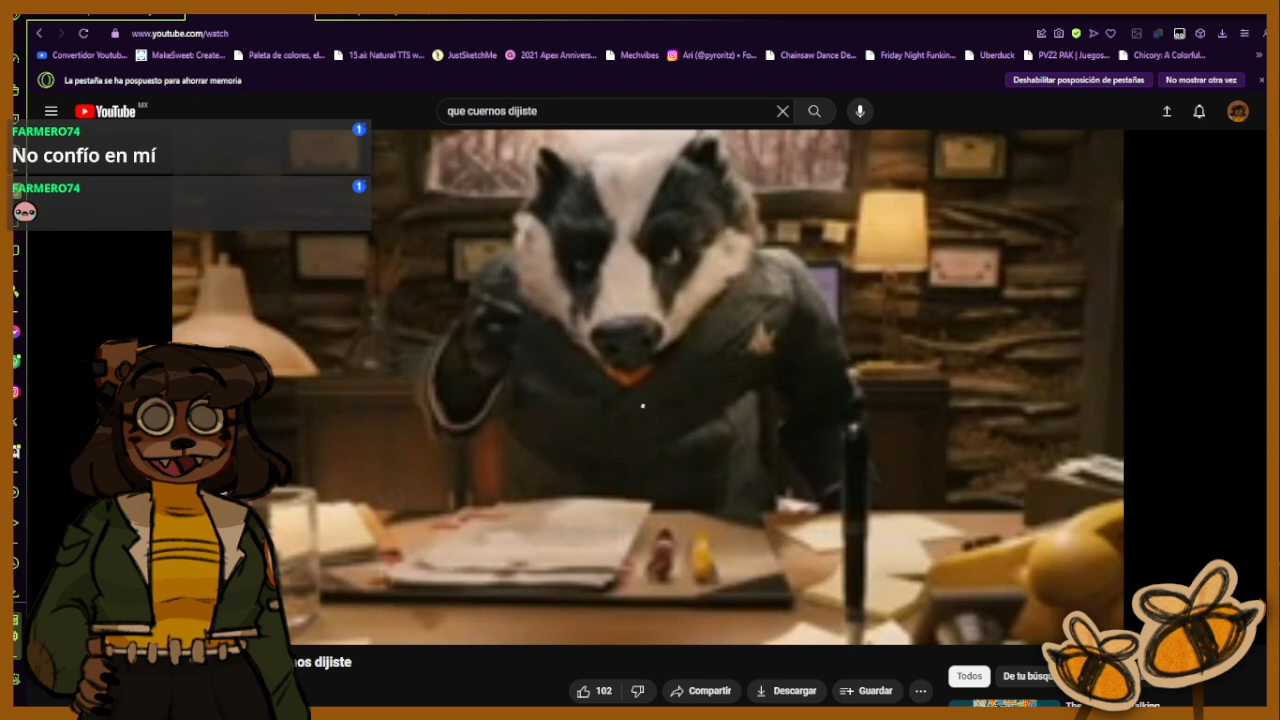 www.youtube.com/watch
Convertidor Youtub...
MakeSweet: Create...
Paleta de colores, el...
15.ai: Natural TTS w...
JustSketchMe
2021 Apex Annivers...
Mechvibes
Ari (@pyroritz) • Fo...
Chainsaw Dance De...
Friday Night Funkin...
Uberduck
PVZ2 PAK | Juegos...
Chicory: A Colorful...
La pestaña se ha pospuesto para ahorrar memoria
Deshabilitar posposición de pestañas
No mostrar otra vez
YouTube MX
que cuernos dijiste
FARMERO74
1
No confío en mí
FARMERO74
1
dijiste
102
Compartir
Descargar
Guardar
Todos
De tu búsqu